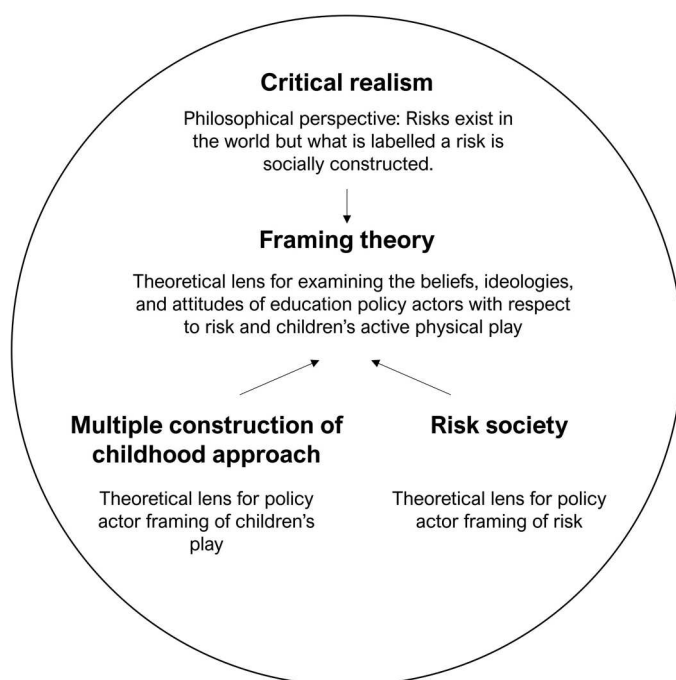 Critical realism
Philosophical perspective: Risks exist in
the world but what is labelled a risk is
socially constructed.
Framing theory
Theoretical lens for examining the beliefs, ideologies,
and attitudes of education policy actors with respect
to risk and children’s active physical play
Multiple construction of
childhood approach
Theoretical lens for policy
actor framing of children’s
play
Risk society
Theoretical lens for policy
actor framing of risk